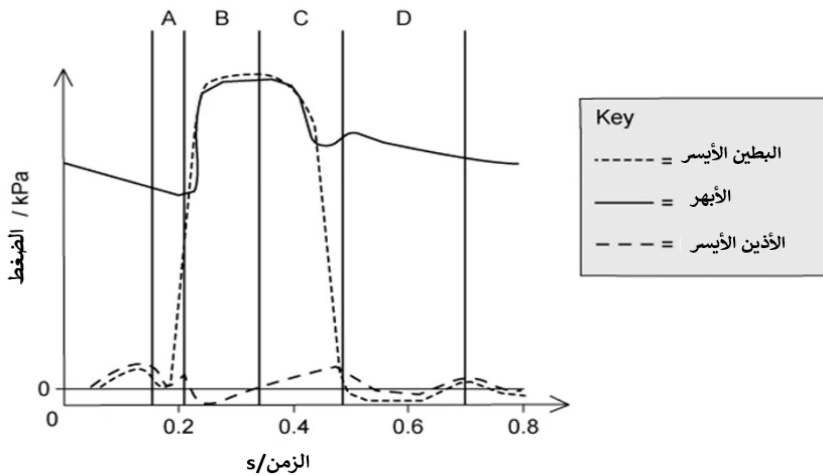 A B C D
الضغط / kPa
0
0 0.2 0.4 0.6 0.8
الزمن/s
Key
= البطين الأيسر
= الأبهر
= الأذين الأيسر